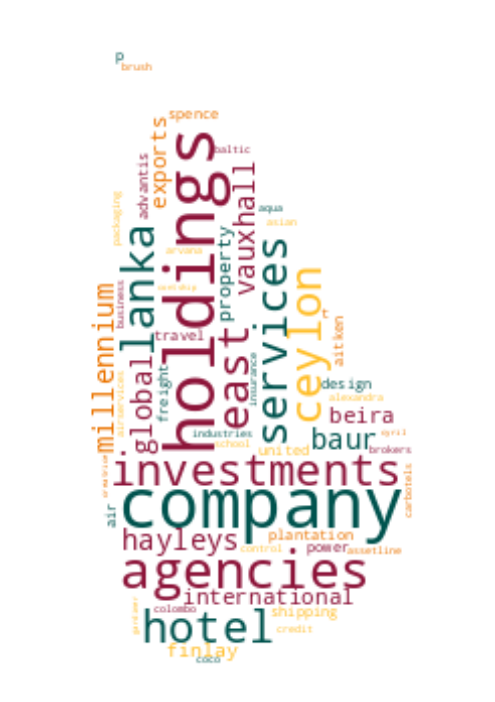 p
brush
spence
exports
holdings
baltic
advantis
vauxhall
packaging
aqua
asian
lanka
property
services
arvana
ceylon
east
millennium
business
global
travel
t
aitken
freight
insurance
airservices
design
alexandra
beira
industries
baur
cyril
school
united
brokers
investments
carbotels
air
company
hayleys
plantation
control
power
assetline
agencies
international
colombo
shipping
hotel
credit
finlay
coco